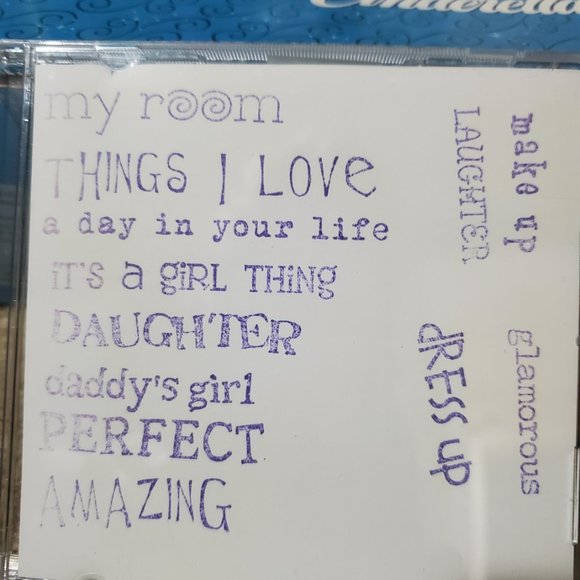 Cinderella
my room
THINGS I LOVE
a day in your life
iT'S a giRL THiNg
DAUGHTER
daddy's girl
PERFECT
AMAZING
LAUGHTER
make up
dRESS up
glamorous